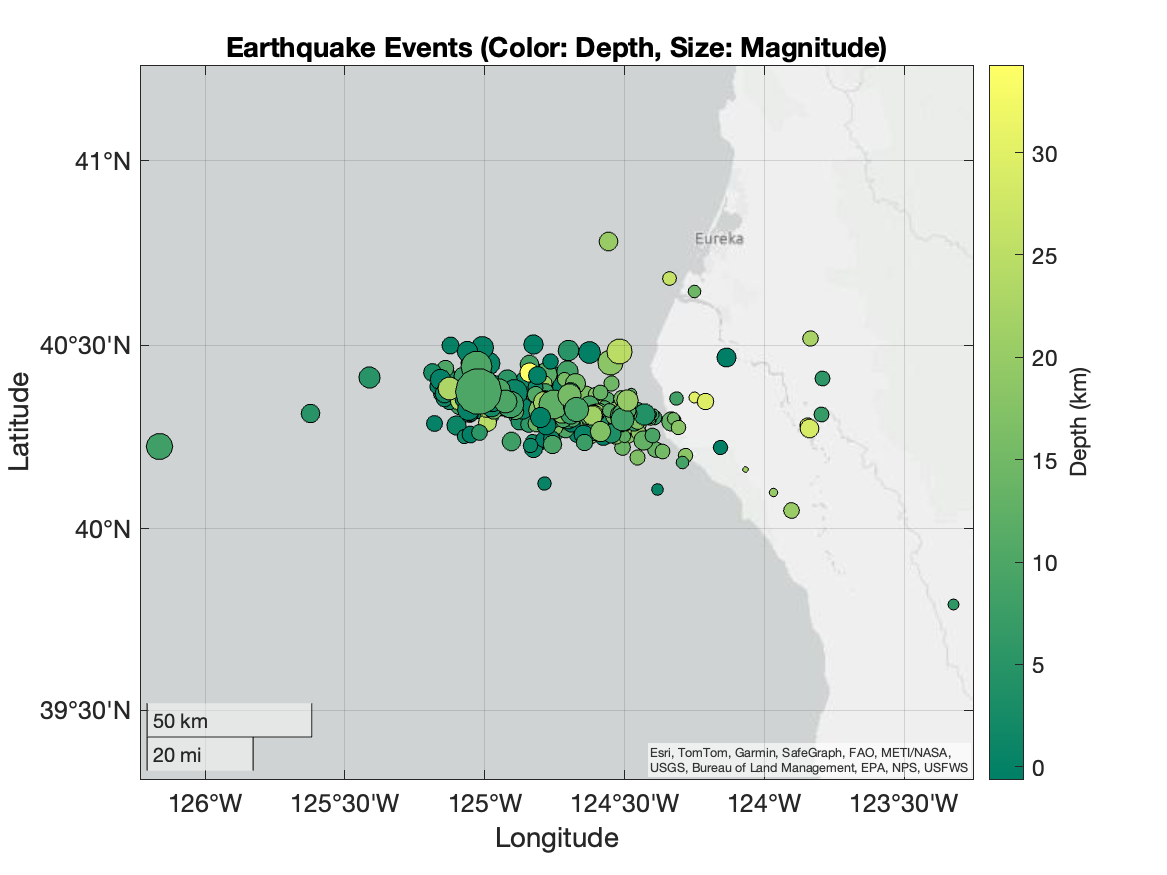 Earthquake Events (Color: Depth, Size: Magnitude)
41°N
40°30'N
40°N
39°30'N
Latitude
Eureka
50 km
20 mi
Esri, TomTom, Garmin, SafeGraph, FAO, METI/NASA,
USGS, Bureau of Land Management, EPA, NPS, USFWS
126°W
125°30'W
125°W
124°30'W
124°W
123°30'W
Longitude
30
25
20
15
10
5
0
Depth (km)